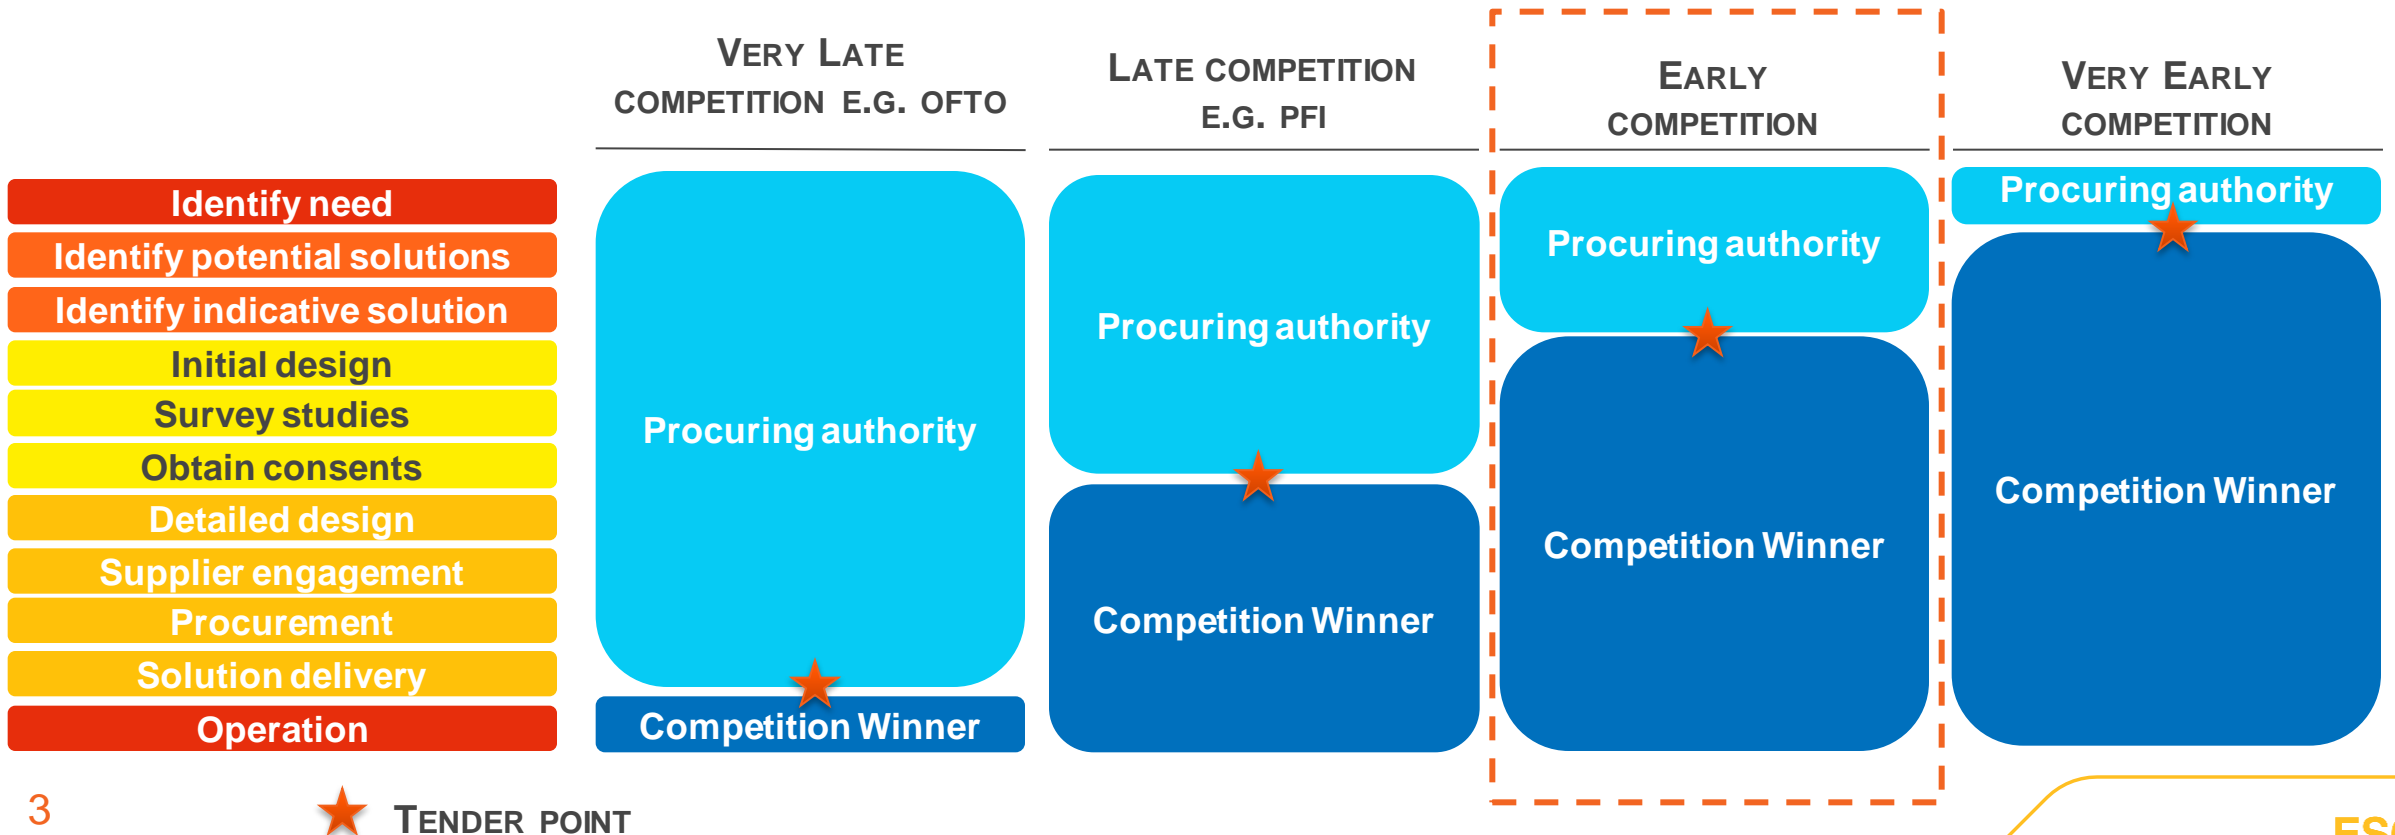 VERY LATE
COMPETITION E.G. OFTO
LATE COMPETITION
E.G. PFI
EARLY
COMPETITION
VERY EARLY
COMPETITION
Identify need
Identify potential solutions
Identify indicative solution
Initial design
Survey studies
Obtain consents
Detailed design
Supplier engagement
Procurement
Solution delivery
Operation
Procuring authority
Competition Winner
Procuring authority
Competition Winner
Procuring authority
Competition Winner
Procuring authority
Competition Winner
3
TENDER POINT